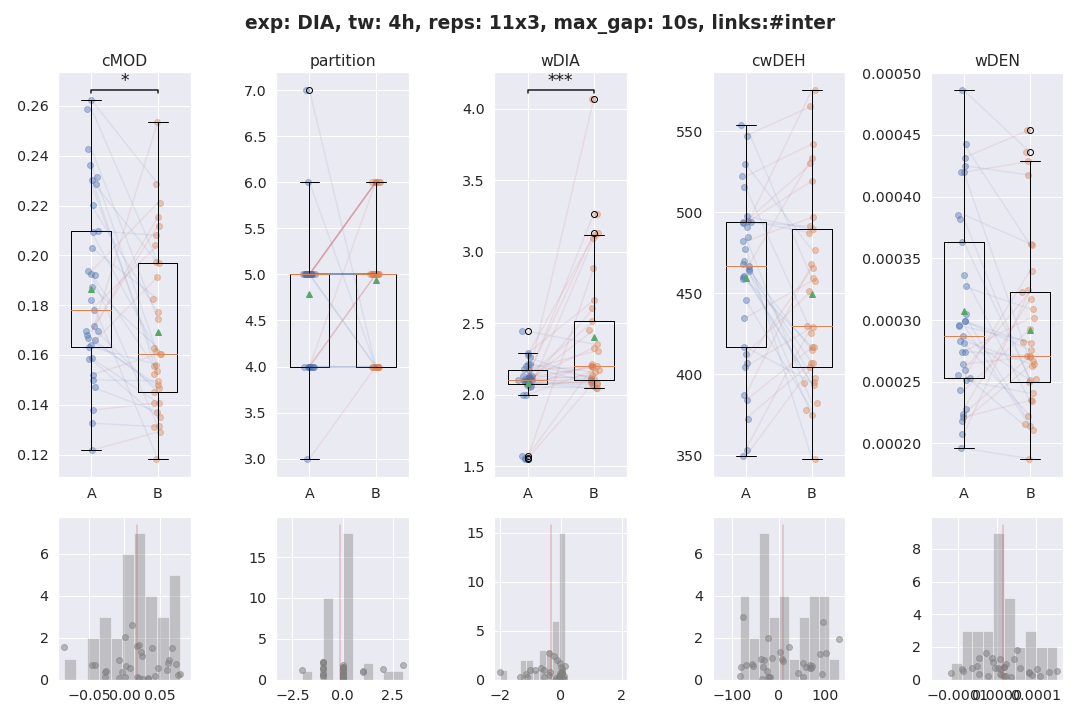 exp: DIA, tw: 4h, reps: 11x3, max_gap: 10s, links:#inter
cMOD partition wDIA cwDEH wDEN
* ***
0.26 0.24 0.22 0.20 0.18 0.16 0.14 0.12
A B
7.0 6.5 6.0 5.5 5.0 4.5 4.0 3.5 3.0
A B
4.0 3.5 3.0 2.5 2.0 1.5
A B
550 500 450 400 350
A B
0.00050 0.00045 0.00040 0.00035 0.00030 0.00025 0.00020
A B
6 4 2 0
−0.05 0.00 0.05
15 10 5 0
−2.5 0.0 2.5
15 10 5 0
−2 0 2
6 4 2 0
−100 0 100
8 6 4 2 0
−0.0001 0.0000 0.0001